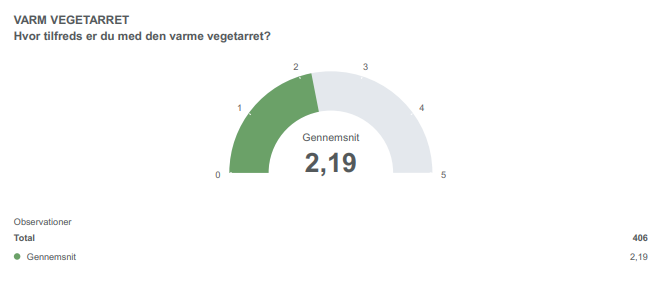 VARM VEGETARRET
Hvor tilfreds er du med den varme vegetarret?
0
1
2
3
4
5
Gennemsnit
2,19
Observationer
Total 406
Gennemsnit 2,19